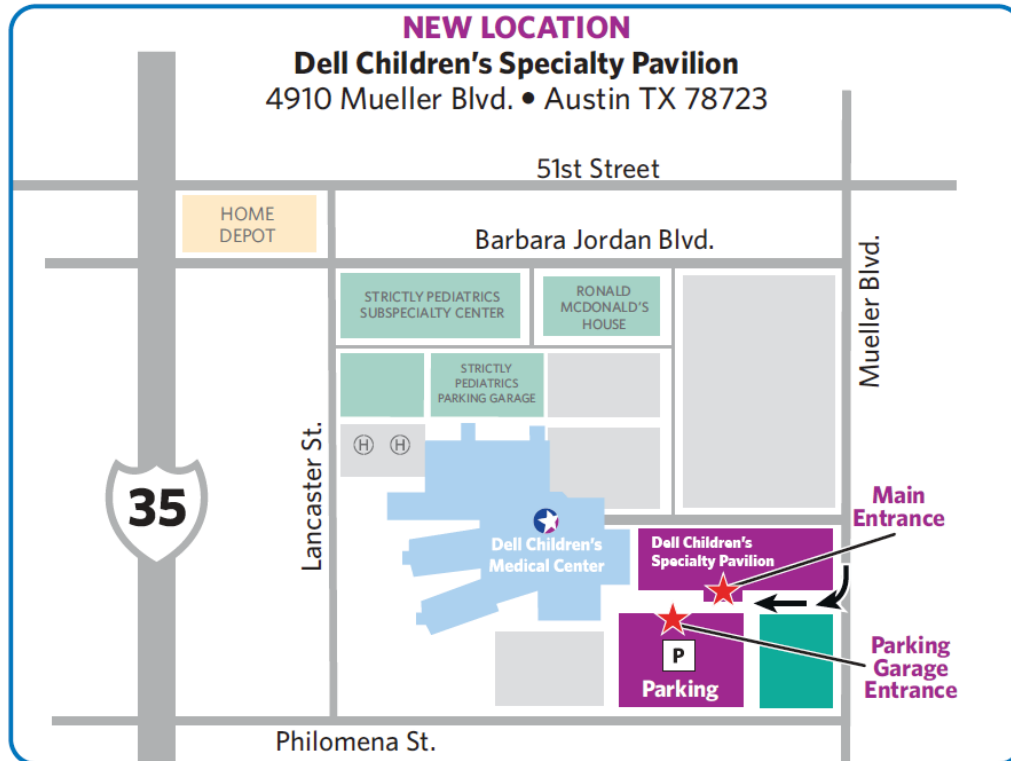 NEW LOCATION
Dell Children's Specialty Pavilion
4910 Mueller Blvd. • Austin TX 78723
51st Street
HOME
DEPOT
Barbara Jordan Blvd.
Mueller Blvd.
STRICTLY PEDIATRICS
SUBSPECIALTY CENTER
RONALD
MCDONALD'S
HOUSE
STRICTLY
PEDIATRICS
PARKING GARAGE
H H
Lancaster St.
35
Main
Entrance
Dell Children's
Medical Center
Dell Children's
Specialty Pavilion
P
Parking
Parking
Garage
Entrance
Philomena St.